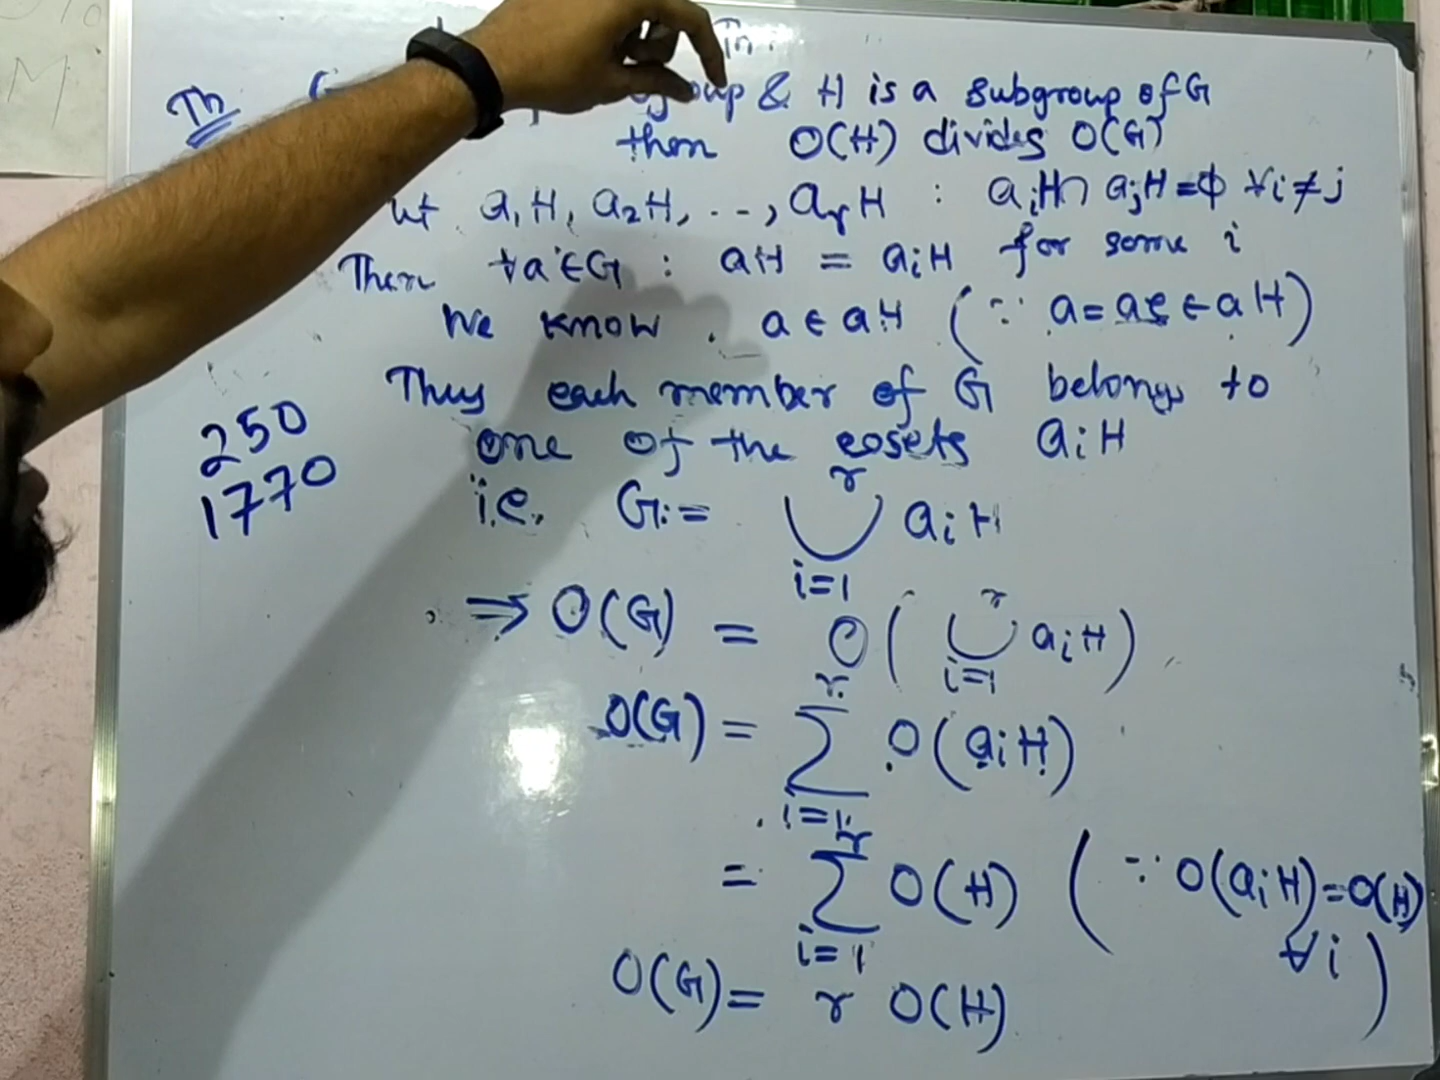 Th.
Th G group & H is a subgroup of G
then O(H) divides O(G)
a₁H, a₂H, ..., aᵣH : aᵢH ∩ aⱼH = ϕ ∀ i ≠ j
Then ∀ a ∈ G : aH = aᵢH for some i
We know . a ∈ aH ( ∵ a = ae ∈ aH )
Thus each member of G belongs to
one of the cosets aᵢH
250
1770
i.e. G = ⋃ᵢ₌₁ʳ aᵢH
⇒ O(G) = O( ⋃ᵢ₌₁ʳ aᵢH )
O(G) = ∑ᵢ₌₁ʳ O(aᵢH)
= ∑ᵢ₌₁ʳ O(H) ( ∵ O(aᵢH) = O(H)
∀ i )
O(G) = r O(H)